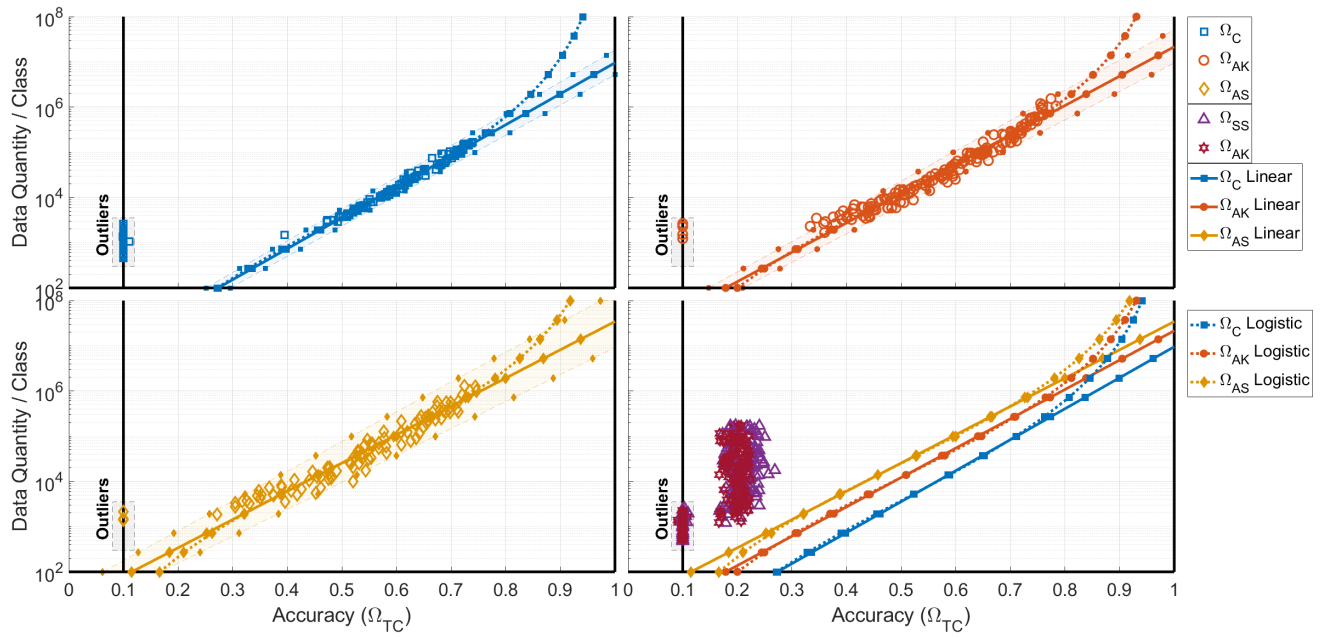 10^8
10^6
10^4
10^2
Data Quantity / Class
Outliers
Outliers
Ω_C
Ω_AK
Ω_AS
Ω_SS
Ω_AK
Ω_C Linear
Ω_AK Linear
Ω_AS Linear
10^8
10^6
10^4
10^2
Data Quantity / Class
Outliers
Outliers
Ω_C Logistic
Ω_AK Logistic
Ω_AS Logistic
0 0.1 0.2 0.3 0.4 0.5 0.6 0.7 0.8 0.9 1
0 0.1 0.2 0.3 0.4 0.5 0.6 0.7 0.8 0.9 1
Accuracy (Ω_TC)
Accuracy (Ω_TC)